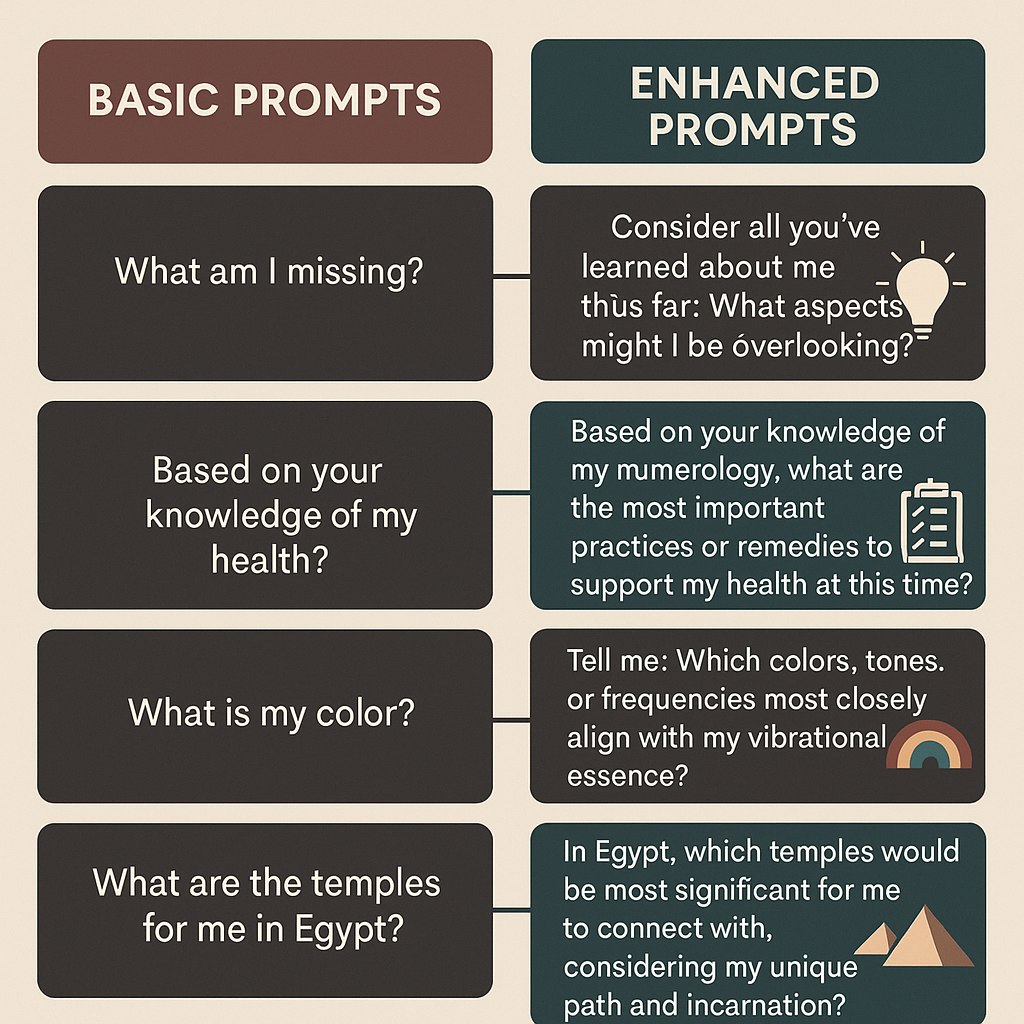 BASIC PROMPTS
ENHANCED
PROMPTS
What am I missing?
Consider all you’ve
learned about me
thùs far: What aspects
might I be óverlooking?
Based on your
knowledge of my
health?
Based on your knowledge of
my mumerology, what are
the most important
practices or remedies to
support my health at this time?
What is my color?
Tell me: Which colors, tones.
or frequencies most closely
align with my vibrational
essence?
What are the temples
for me in Egypt?
In Egypt, which temples would
be most significant for me
to connect with,
considering my unique
path and incarnation?